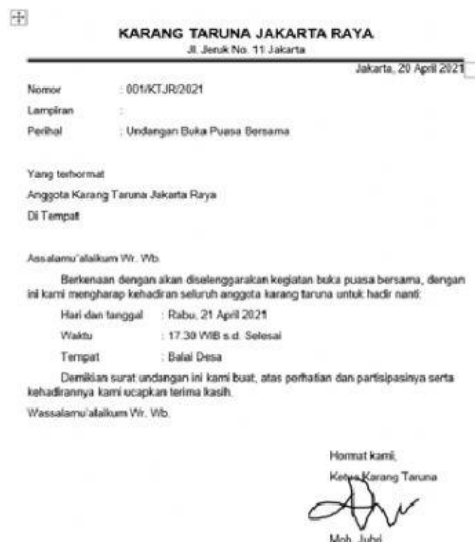 KARANG TARUNA JAKARTA RAYA
Jl. Jeruk No. 11 Jakarta
Jakarta, 20 April 2021
Nomor : 001/KTJR/2021
Lampiran :
Perihal : Undangan Buka Puasa Bersama
Yang terhormat
Anggota Karang Taruna Jakarta Raya
Di Tempat
Assalamu'alaikum Wr. Wb.
Berkenaan dengan akan diselenggarakan kegiatan buka puasa bersama, dengan
ini kami mengharap kehadiran seluruh anggota karang taruna untuk hadir nanti:
Hari dan tanggal : Rabu, 21 April 2021
Waktu : 17.30 WIB s.d. Selesai
Tempat : Balai Desa
Demikian surat undangan ini kami buat, atas perhatian dan partisipasinya serta
kehadirannya kami ucapkan terima kasih.
Wassalamu'alaikum Wr. Wb.
Hormat kami,
Ketua Karang Taruna
Moh. Jubri